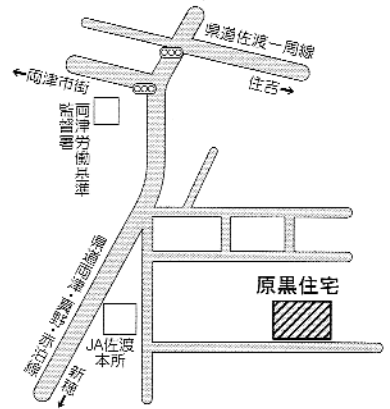 県道佐渡一周線
←両津市街
住吉→
両津労働基準
監督署
県道両津・真野・赤泊線
原黒住宅
JA佐渡
本所
新穂→